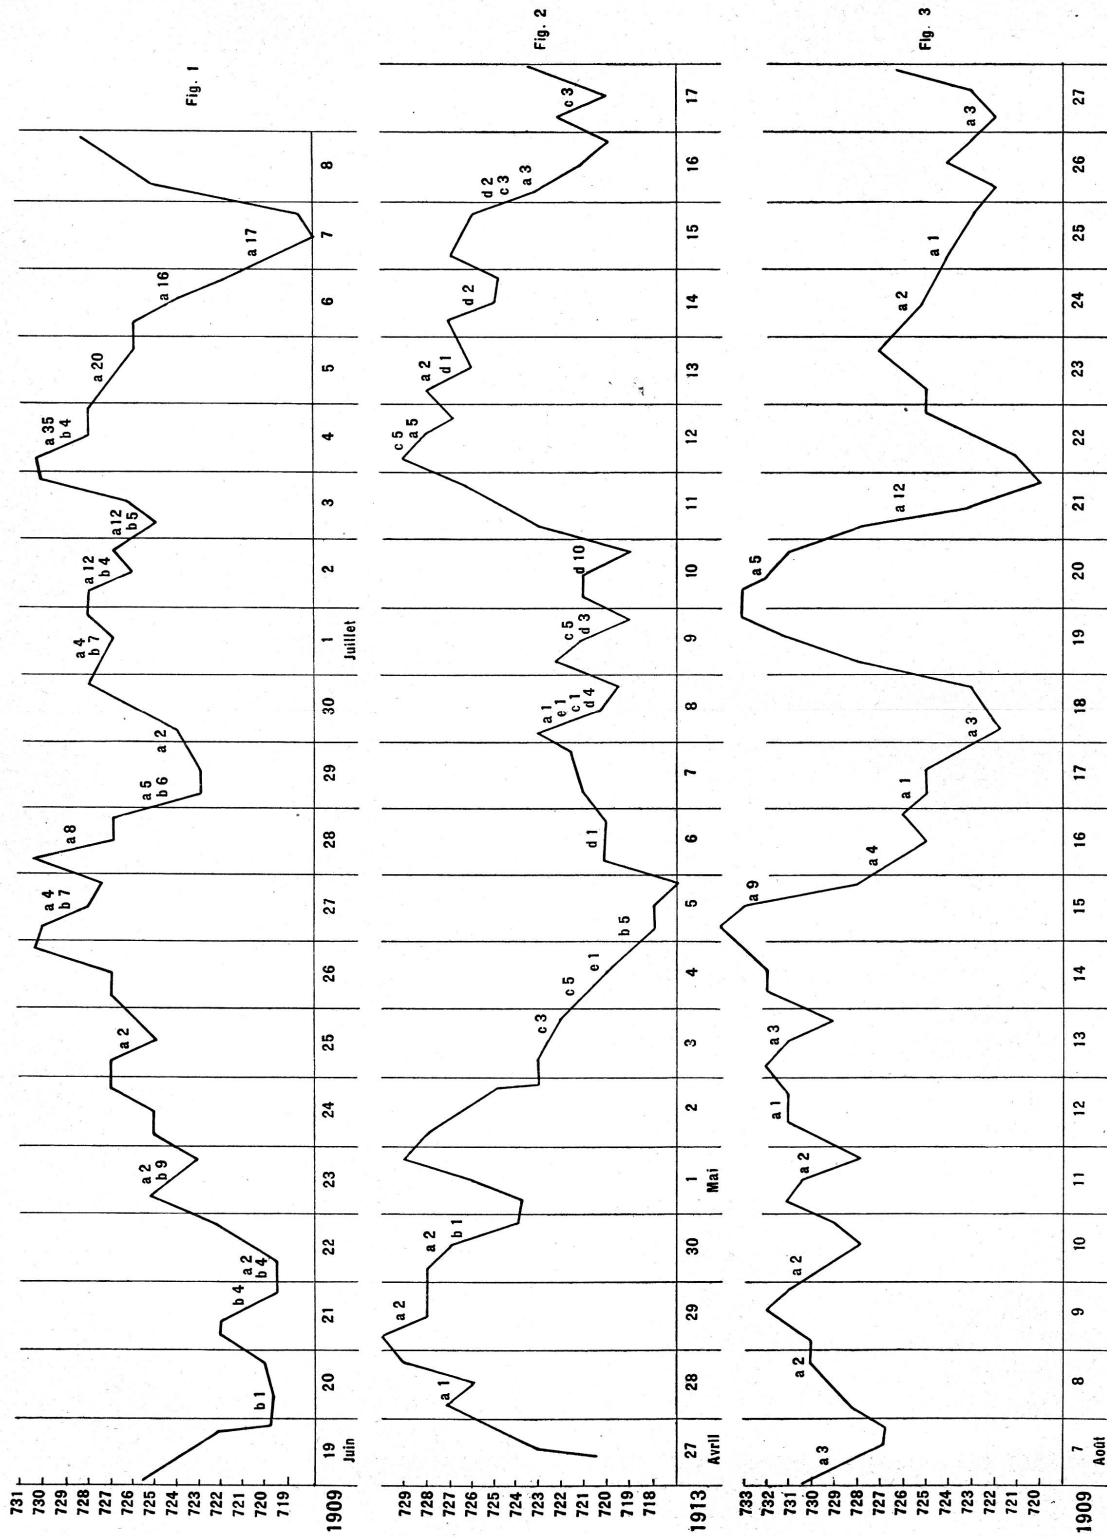 Fig. 1
731
730
729
728
727
726
725
724
723
722
721
720
719
b 1
b 4
a 2
b 4
a 2
b 9
a 2
a 4
b 7
a 8
a 5
b 6
a 2
a 4
b 7
a 12
b 4
a 12
b 5
a 35
b 4
a 20
a 16
a 17
19 20 21 22 23 24 25 26 27 28 29 30 1 2 3 4 5 6 7 8
1909 Juin Juillet
Fig. 2
729
728
727
726
725
724
723
722
721
720
719
718
a 1
a 2
a 2
b 1
c 3
c 5
e 1
b 5
d 1
a 1
e 1
c 1
d 4
c 5
d 3
d 10
c 5
a 5
a 2
d 1
d 2
d 2
c 3
a 3
c 3
27 28 29 30 1 2 3 4 5 6 7 8 9 10 11 12 13 14 15 16 17
1913 Avril Mai
Fig. 3
733
732
731
730
729
728
727
726
725
724
723
722
721
720
a 3
a 2
a 2
a 2
a 1
a 3
a 9
a 4
a 1
a 3
a 5
a 12
a 2
a 1
a 3
7 8 9 10 11 12 13 14 15 16 17 18 19 20 21 22 23 24 25 26 27
1909 Août